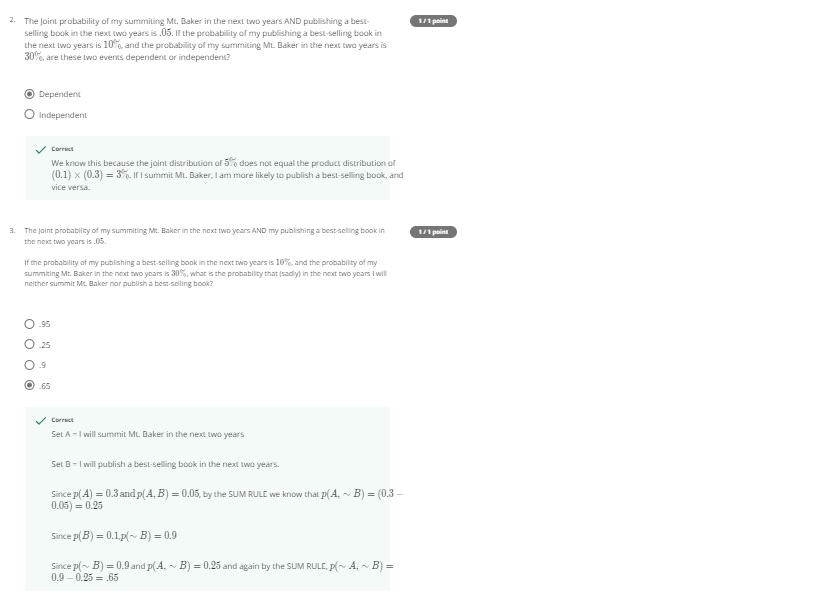 2. The Joint probability of my summiting Mt. Baker in the next two years AND publishing a best-
selling book in the next two years is .05. If the probability of my publishing a best-selling book in
the next two years is 10%, and the probability of my summiting Mt. Baker in the next two years is
30%, are these two events dependent or independent?
1 / 1 point
Dependent
Independent
Correct
We know this because the joint distribution of 5% does not equal the product distribution of
(0.1) × (0.3) = 3%. If I summit Mt. Baker, I am more likely to publish a best-selling book, and
vice versa.
3. The Joint probability of my summiting Mt. Baker in the next two years AND my publishing a best-selling book in
the next two years is .05.
1 / 1 point
If the probability of my publishing a best-selling book in the next two years is 10%, and the probability of my
summiting Mt. Baker in the next two years is 30%, what is the probability that (sadly) in the next two years I will
neither summit Mt. Baker nor publish a best-selling book?
.95
.25
.9
.65
Correct
Set A = I will summit Mt. Baker in the next two years
Set B = I will publish a best-selling book in the next two years.
Since p(A) = 0.3 and p(A, B) = 0.05, by the SUM RULE we know that p(A, ∼ B) = (0.3 −
0.05) = 0.25
Since p(B) = 0.1,p(∼ B) = 0.9
Since p(∼ B) = 0.9 and p(A, ∼ B) = 0.25 and again by the SUM RULE, p(∼ A, ∼ B) =
0.9 − 0.25 = .65